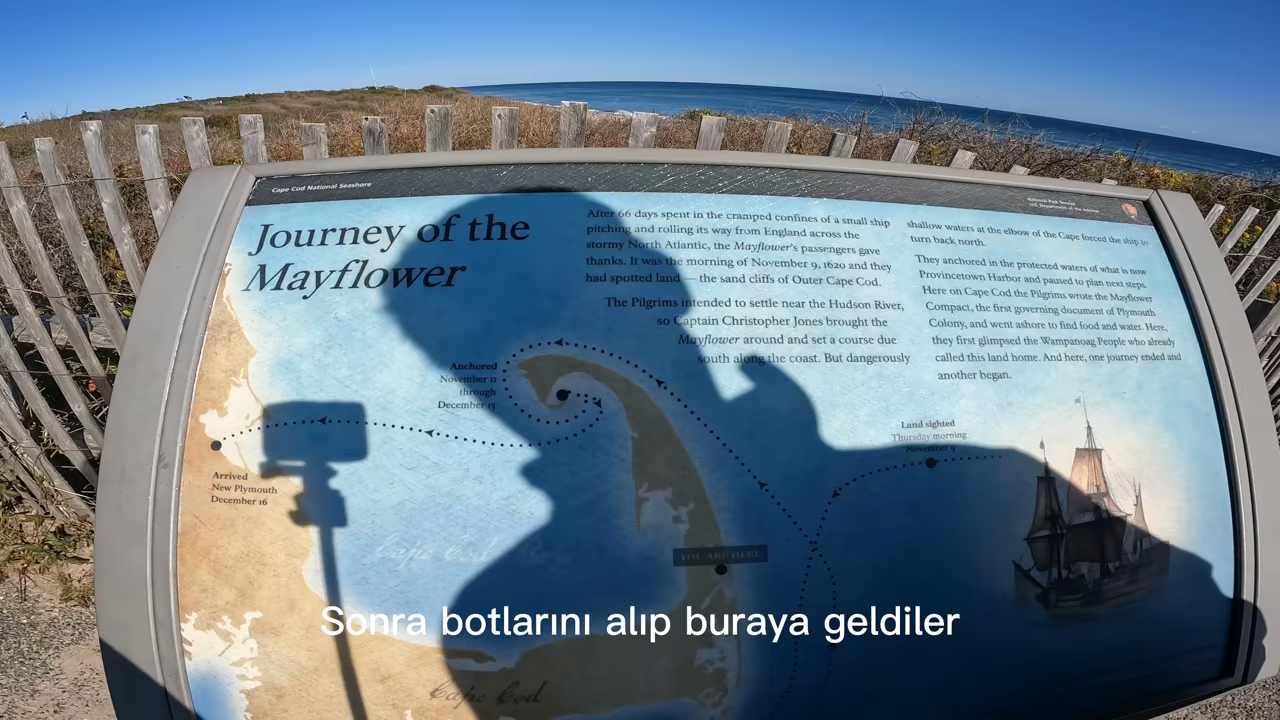 Cape Cod National Seashore
National Park Service
U.S. Department of the Interior
Journey of the
Mayflower
After 66 days spent in the cramped confines of a small ship
pitching and rolling its way from England across the
stormy North Atlantic, the Mayflower's passengers gave
thanks. It was the morning of November 9, 1620 and they
had spotted land — the sand cliffs of Outer Cape Cod.
The Pilgrims intended to settle near the Hudson River,
so Captain Christopher Jones brought the
Mayflower around and set a course due
south along the coast. But dangerously
shallow waters at the elbow of the Cape forced the ship to
turn back north.
They anchored in the protected waters of what is now
Provincetown Harbor and paused to plan next steps.
Here on Cape Cod the Pilgrims wrote the Mayflower
Compact, the first governing document of Plymouth
Colony, and went ashore to find food and water. Here,
they first glimpsed the Wampanoag People who already
called this land home. And here, one journey ended and
another began.
Anchored
November 11
through
December 15
Land sighted
Thursday morning
November 9
Arrived
New Plymouth
December 16
YOU ARE HERE
Cape Cod
Sonra botlarını alıp buraya geldiler
Cape Cod